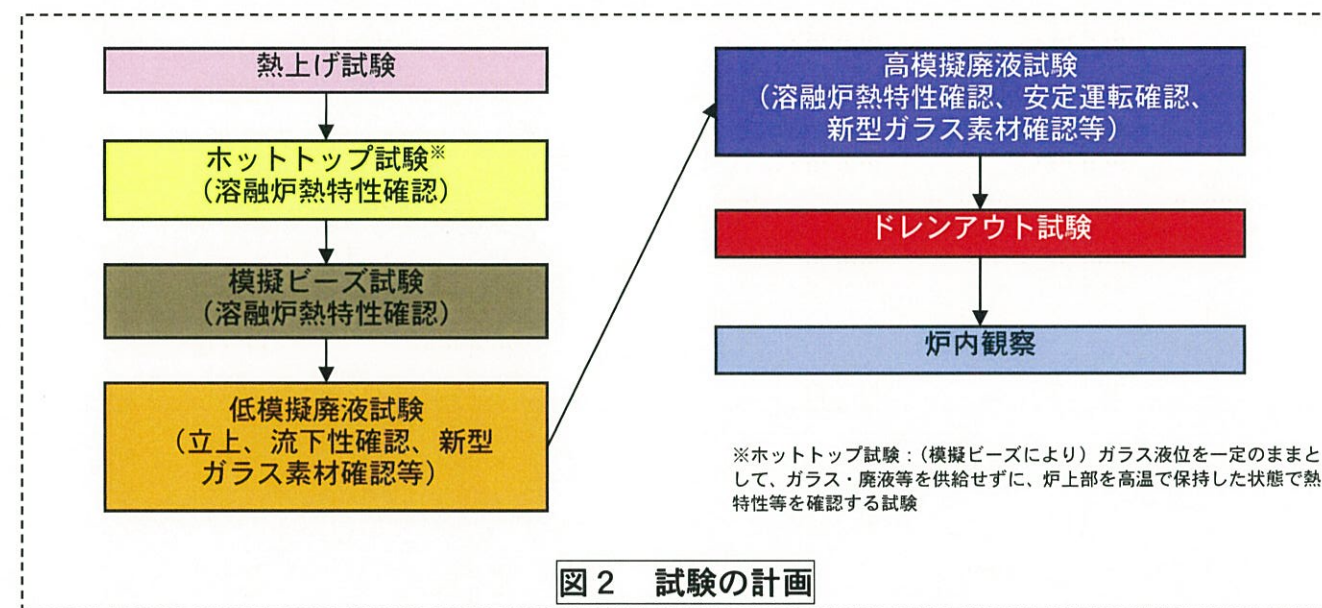 熱上げ試験
ホットトップ試験※
（溶融炉熱特性確認）
模擬ビーズ試験
（溶融炉熱特性確認）
低模擬廃液試験
（立上、流下性確認、新型
ガラス素材確認等）
高模擬廃液試験
（溶融炉熱特性確認、安定運転確認、
新型ガラス素材確認等）
ドレンアウト試験
炉内観察
※ホットトップ試験：（模擬ビーズにより）ガラス液位を一定のままと
して、ガラス・廃液等を供給せずに、炉上部を高温で保持した状態で熱
特性等を確認する試験
図２　試験の計画